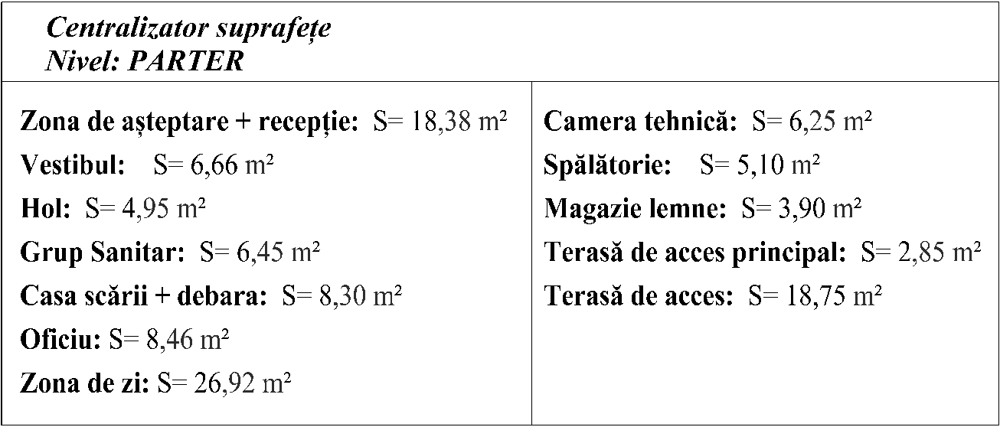 Centralizator suprafețe
Nivel: PARTER
Zona de așteptare + recepție: S= 18,38 m²
Vestibul: S= 6,66 m²
Hol: S= 4,95 m²
Grup Sanitar: S= 6,45 m²
Casa scării + debara: S= 8,30 m²
Oficiu: S= 8,46 m²
Zona de zi: S= 26,92 m²
Camera tehnică: S= 6,25 m²
Spălătorie: S= 5,10 m²
Magazie lemne: S= 3,90 m²
Terasă de acces principal: S= 2,85 m²
Terasă de acces: S= 18,75 m²